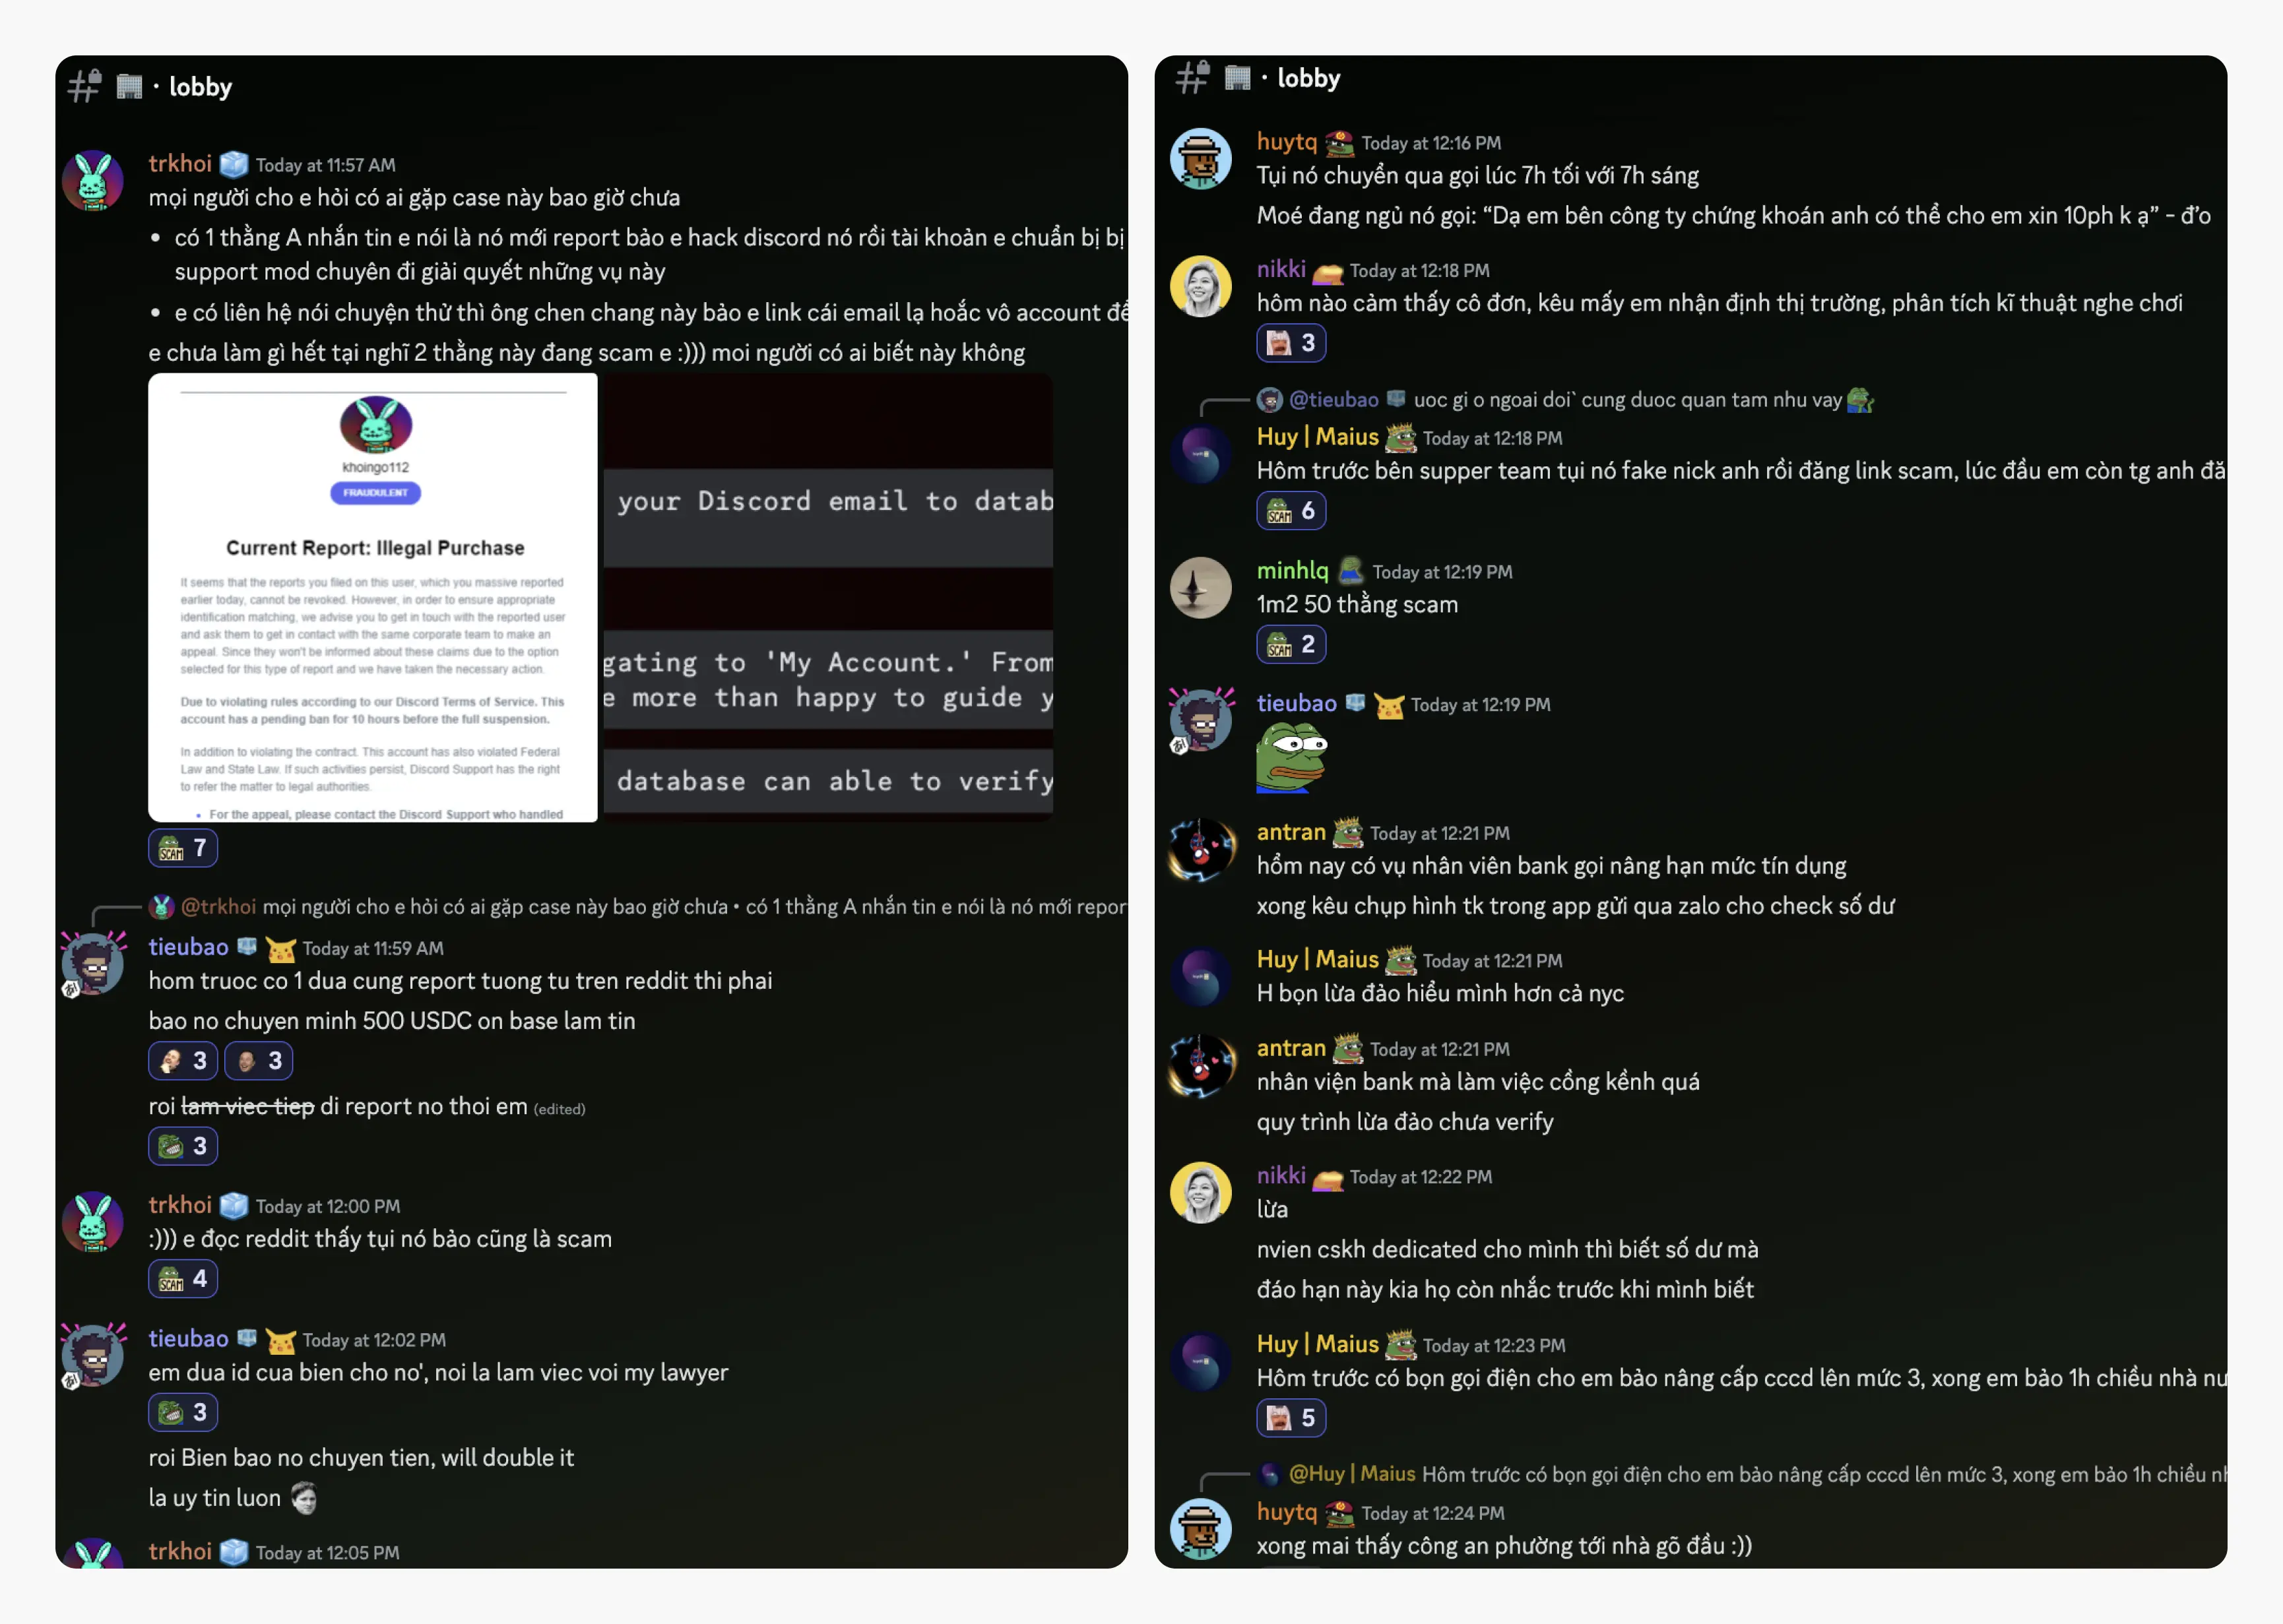 · lobby
trkhoi Today at 11:57 AM
mọi người cho e hỏi có ai gặp case này bao giờ chưa
• có 1 thằng A nhắn tin e nói là nó mới report bảo e hack discord nó rồi tài khoản e chuẩn bị bị
support mod chuyên đi giải quyết những vụ này
• e có liên hệ nói chuyện thử thì ông chen chang này bảo e link cái email lạ hoắc vô account để
e chưa làm gì hết tại nghĩ 2 thằng này đang scam e :))) moi người có ai biết này không
khoingo112
FRAUDULENT
Current Report: Illegal Purchase
It seems that the reports you filed on this user, which you massive reported
earlier today, cannot be revoked. However, in order to ensure appropriate
identification matching, we advise you to get in touch with the reported user
and ask them to get in contact with the same corporate team to make an
appeal. Since they won't be informed about these claims due to the option
selected for this type of report and we have taken the necessary action.
Due to violating rules according to our Discord Terms of Service. This
account has a pending ban for 10 hours before the full suspension.
In addition to violating the contract. This account has also violated Federal
Law and State Law. If such activities persist, Discord Support has the right
to refer the matter to legal authorities.
• For the appeal, please contact the Discord Support who handled
your Discord email to datab
gating to 'My Account.' From
e more than happy to guide y
database can able to verify
SCAM 7
@trkhoi mọi người cho e hỏi có ai gặp case này bao giờ chưa • có 1 thằng A nhắn tin e nói là nó mới repor
tieubao Today at 11:59 AM
hom truoc co 1 dua cung report tuong tu tren reddit thi phai
bao no chuyen minh 500 USDC on base lam tin
3 3
roi lam viec tiep di report no thoi em (edited)
3
trkhoi Today at 12:00 PM
:))) e đọc reddit thấy tụi nó bảo cũng là scam
SCAM 4
tieubao Today at 12:02 PM
em dua id cua bien cho no', noi la lam viec voi my lawyer
3
roi Bien bao no chuyen tien, will double it
la uy tin luon
trkhoi Today at 12:05 PM
· lobby
huytq Today at 12:16 PM
Tụi nó chuyển qua gọi lúc 7h tối với 7h sáng
Moé đang ngủ nó gọi: “Dạ em bên công ty chứng khoán anh có thể cho em xin 10ph k ạ” - đ’o
nikki Today at 12:18 PM
hôm nào cảm thấy cô đơn, kêu mấy em nhận định thị trường, phân tích kĩ thuật nghe chơi
3
@tieubao uoc gi o ngoai doi` cung duoc quan tam nhu vay
Huy | Maius Today at 12:18 PM
Hôm trước bên supper team tụi nó fake nick anh rồi đăng link scam, lúc đầu em còn tg anh đă
SCAM 6
minhlq Today at 12:19 PM
1m2 50 thằng scam
SCAM 2
tieubao Today at 12:19 PM
antran Today at 12:21 PM
hổm nay có vụ nhân viên bank gọi nâng hạn mức tín dụng
xong kêu chụp hình tk trong app gửi qua zalo cho check số dư
Huy | Maius Today at 12:21 PM
H bọn lừa đảo hiểu mình hơn cả nyc
antran Today at 12:21 PM
nhân viện bank mà làm việc cồng kềnh quá
quy trình lừa đảo chưa verify
nikki Today at 12:22 PM
lừa
nvien cskh dedicated cho mình thì biết số dư mà
đáo hạn này kia họ còn nhắc trước khi mình biết
Huy | Maius Today at 12:23 PM
Hôm trước có bọn gọi điện cho em bảo nâng cấp cccd lên mức 3, xong em bảo 1h chiều nhà nư
5
@Huy | Maius Hôm trước có bọn gọi điện cho em bảo nâng cấp cccd lên mức 3, xong em bảo 1h chiều nh
huytq Today at 12:24 PM
xong mai thấy công an phường tới nhà gõ đầu :))